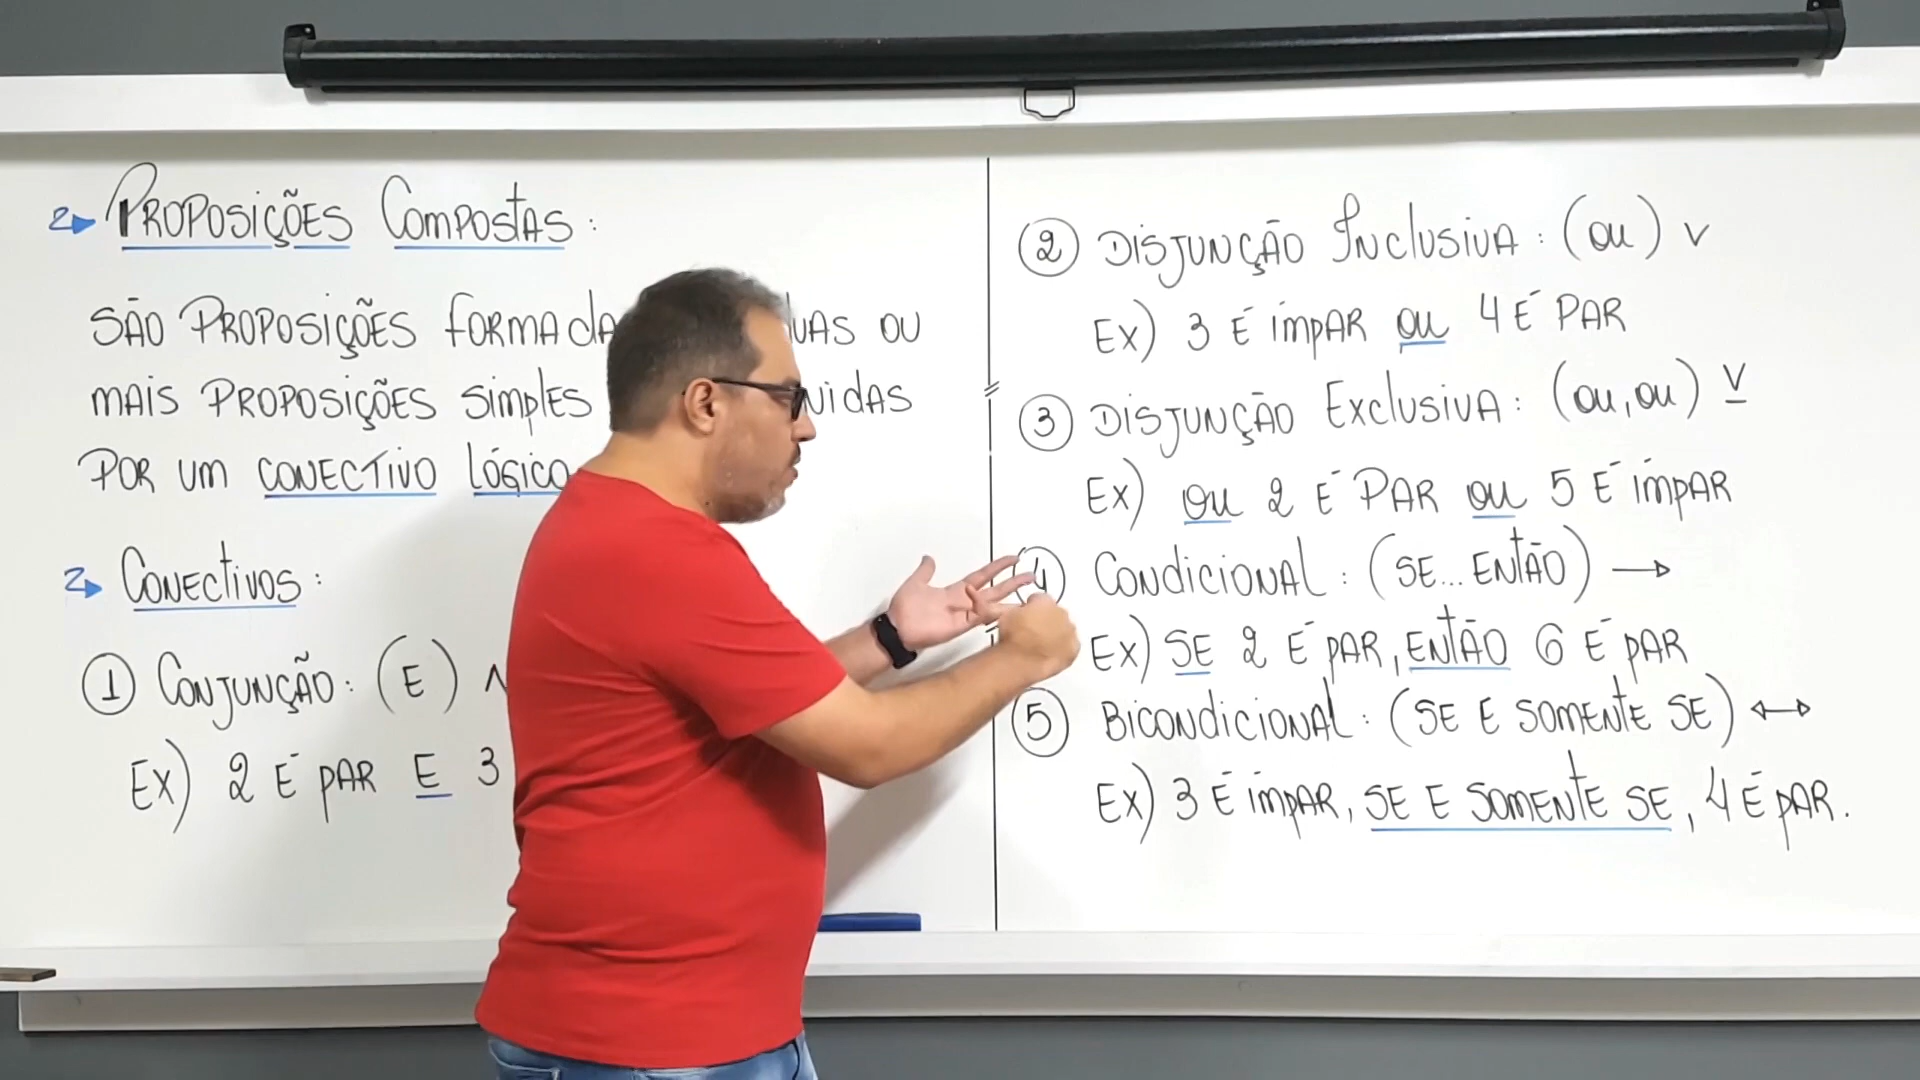 PROPOSIÇÕES COMPOSTAS:
SÃO PROPOSIÇÕES FORMADA UAS OU
MAIS PROPOSIÇÕES SIMPLES UIDAS
POR UM CONECTIVO LÓGICO
CONECTIVOS:
1 CONJUNÇÃO: (E) ∧
EX) 2 É PAR E 3
2 DISJUNÇÃO INCLUSIVA: (OU) ∨
EX) 3 É ÍMPAR OU 4 É PAR
3 DISJUNÇÃO EXCLUSIVA: (OU, OU) ⊻
EX) OU 2 É PAR OU 5 É ÍMPAR
4 CONDICIONAL: (SE... ENTÃO) →
EX) SE 2 É PAR, ENTÃO 6 É PAR
5 BICONDICIONAL: (SE E SOMENTE SE) ↔
EX) 3 É ÍMPAR, SE E SOMENTE SE, 4 É PAR.